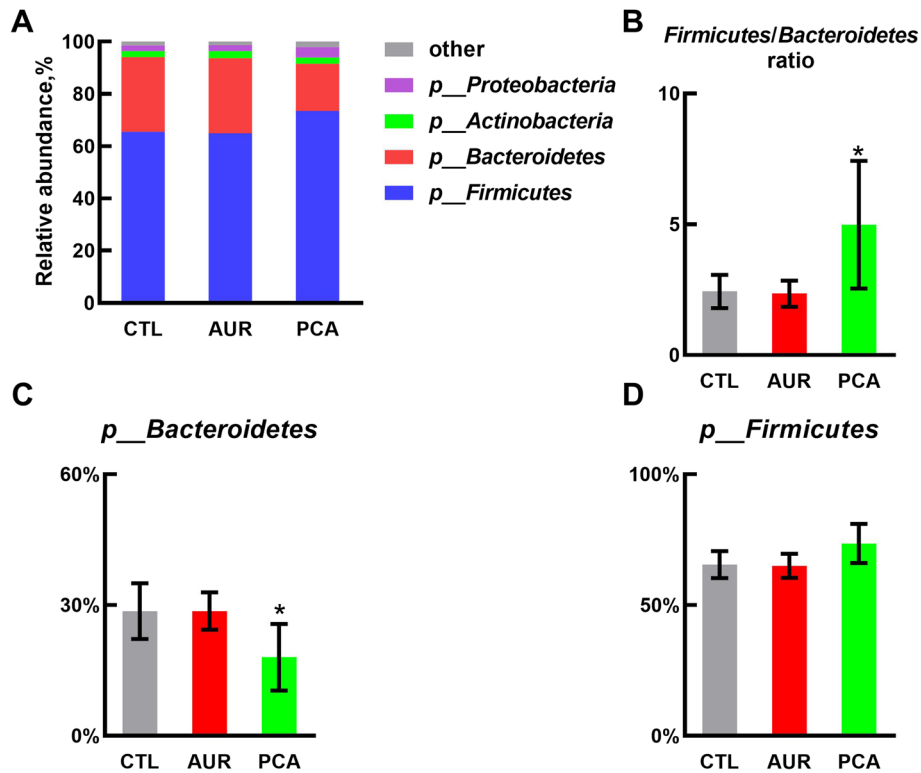 A
Relative abundance,%
100
80
60
40
20
0
CTL AUR PCA
other
p__Proteobacteria
p__Actinobacteria
p__Bacteroidetes
p__Firmicutes
B
Firmicutes/Bacteroidetes
ratio
10
5
0
*
CTL AUR PCA
C
p__Bacteroidetes
60%
30%
0%
*
CTL AUR PCA
D
p__Firmicutes
100%
50%
0%
CTL AUR PCA